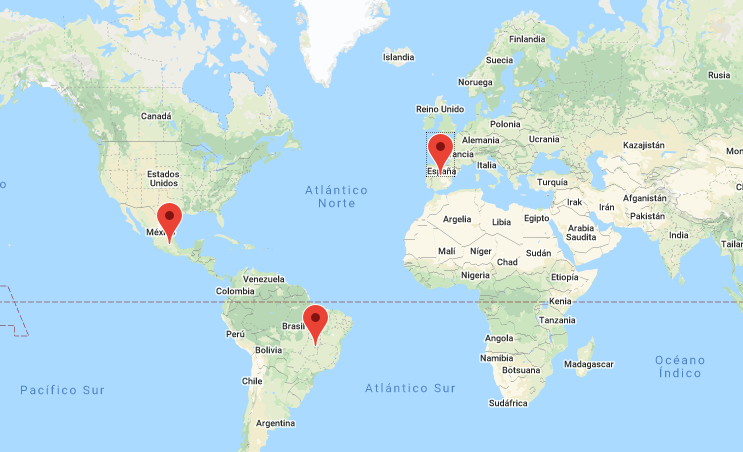 Finlandia
Islandia
Suecia
Rusia
Noruega
Reino Unido
Canadá
Polonia
Alemania
Ucrania
Kazajistán
ancia
Mon
Italia
España
Estados
Unidos
Turquía
Atlántico
Norte
Irak
Irán
Afganistán
Pakistán
Argelia
Libia
Egipto
Arabia
Saudita
India
Méxi
Malí
Níger
Chad
Sudán
Nigeria
Etiopía
Venezuela
Colombia
Kenia
Tanzania
Brasil
Perú
Bolivia
Angola
Namibia
Botsuana
Madagascar
Océano
Índico
Chile
Pacífico Sur
Atlántico Sur
Sudáfrica
Argentina
o